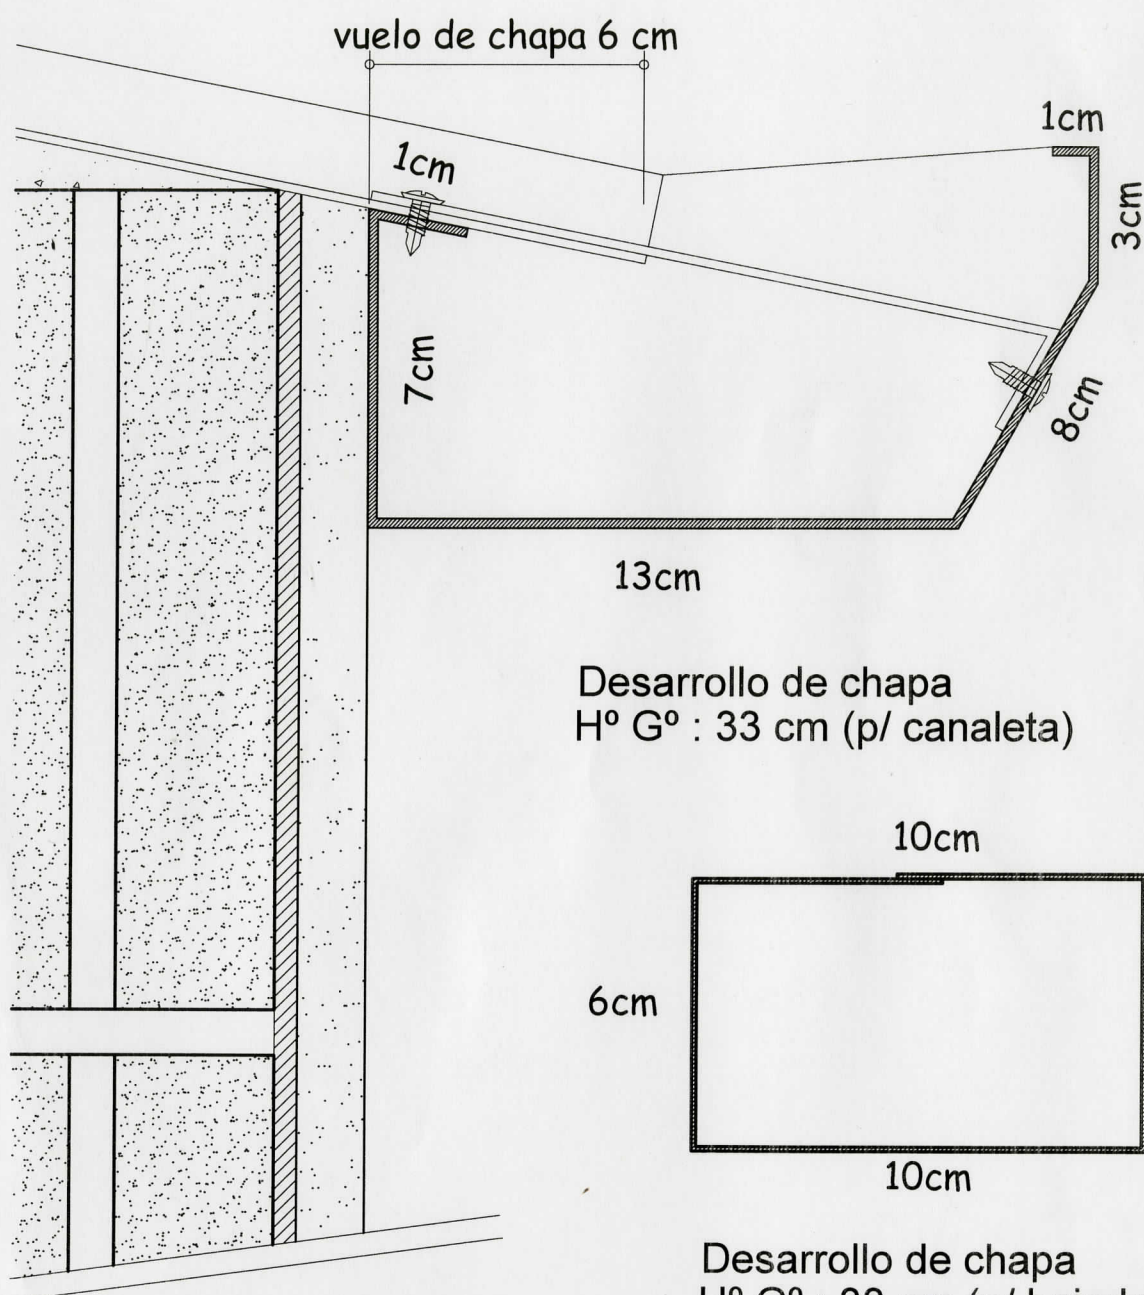 vuelo de chapa 6 cm
1cm
1cm
3cm
7cm
8cm
13cm
Desarrollo de chapa
Hº Gº : 33 cm (p/ canaleta)
10cm
6cm
10cm
Desarrollo de chapa